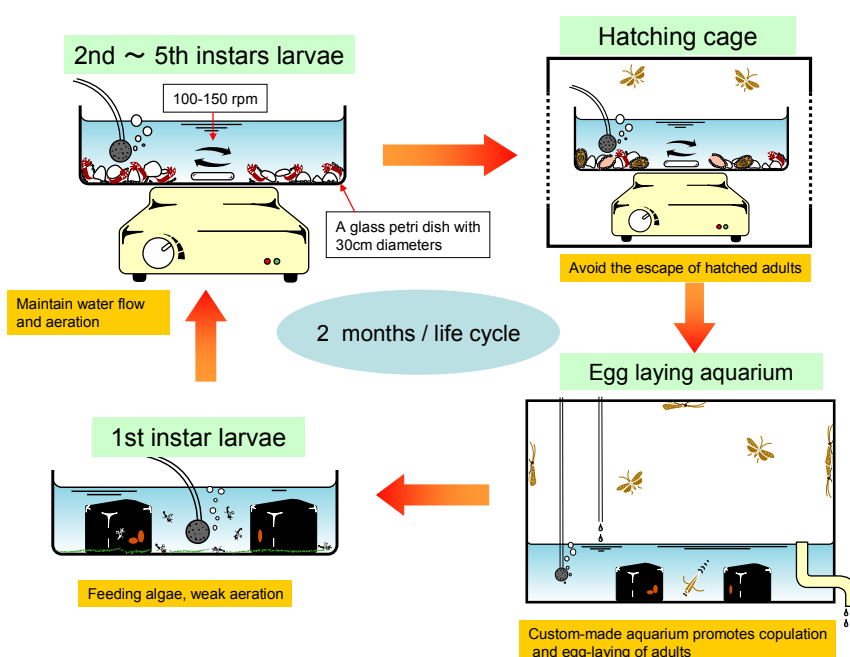 2nd ～ 5th instars larvae
100-150 rpm
A glass petri dish with
30cm diameters
Maintain water flow
and aeration
Hatching cage
Avoid the escape of hatched adults
2 months / life cycle
Egg laying aquarium
Custom-made aquarium promotes copulation
and egg-laying of adults
1st instar larvae
Feeding algae, weak aeration